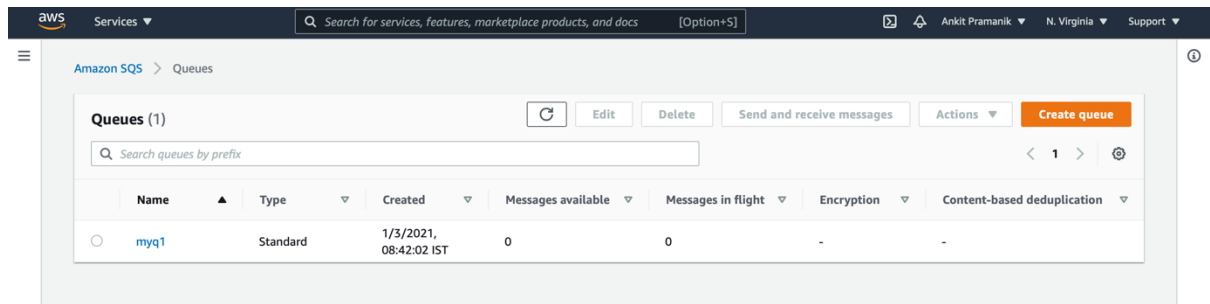 aws Services ▼ Search for services, features, marketplace products, and docs [Option+S] Ankit Pramanik ▼ N. Virginia ▼ Support ▼
Amazon SQS > Queues
Queues (1) Edit Delete Send and receive messages Actions ▼ Create queue
Search queues by prefix < 1 >
Name ▲ Type ▽ Created ▽ Messages available ▽ Messages in flight ▽ Encryption ▽ Content-based deduplication ▽
myq1 Standard 1/3/2021, 0 0 - -
08:42:02 IST